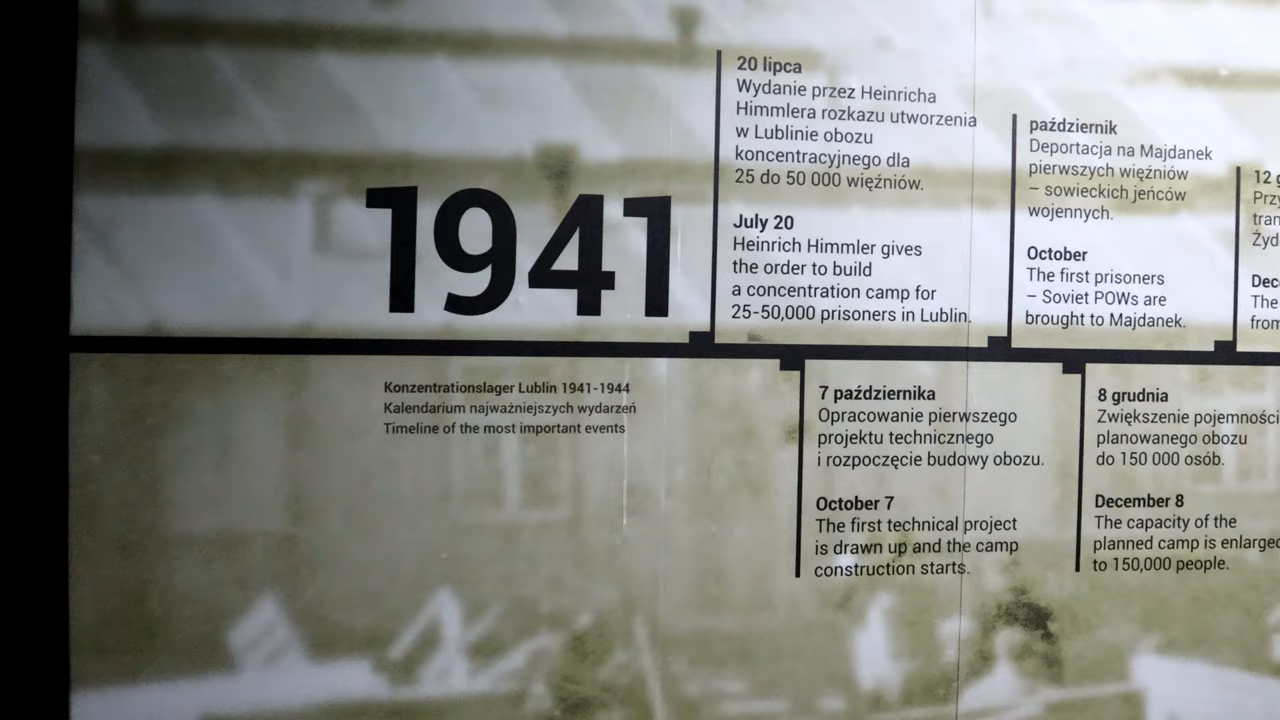 1941
Konzentrationslager Lublin 1941-1944
Kalendarium najważniejszych wydarzeń
Timeline of the most important events
20 lipca
Wydanie przez Heinricha
Himmlera rozkazu utworzenia
w Lublinie obozu
koncentracyjnego dla
25 do 50 000 więźniów.
July 20
Heinrich Himmler gives
the order to build
a concentration camp for
25-50,000 prisoners in Lublin.
7 października
Opracowanie pierwszego
projektu technicznego
i rozpoczęcie budowy obozu.
October 7
The first technical project
is drawn up and the camp
construction starts.
październik
Deportacja na Majdanek
pierwszych więźniów
– sowieckich jeńców
wojennych.
October
The first prisoners
– Soviet POWs are
brought to Majdanek.
8 grudnia
Zwiększenie pojemności
planowanego obozu
do 150 000 osób.
December 8
The capacity of the
planned camp is enlarged
to 150,000 people.
12
The
from